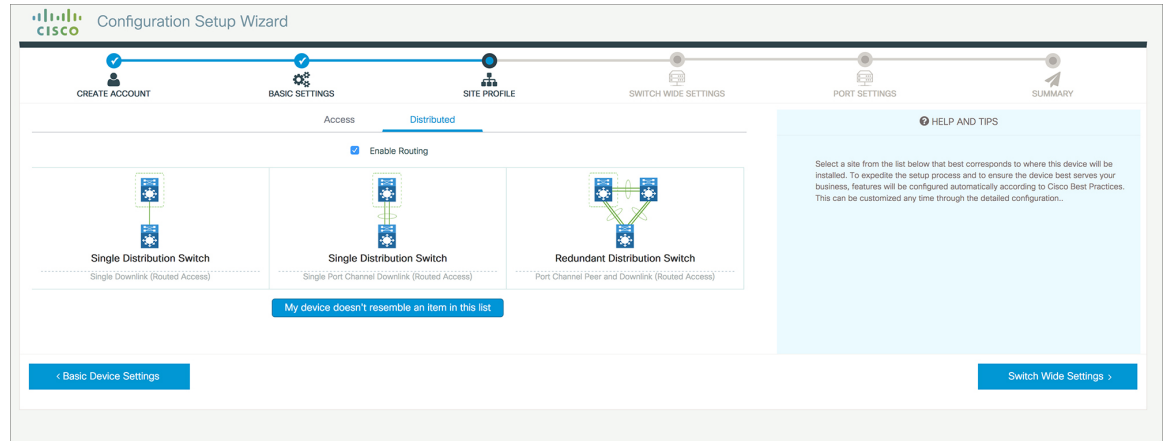 CISCO
Configuration Setup Wizard
CREATE ACCOUNT
BASIC SETTINGS
SITE PROFILE
SWITCH WIDE SETTINGS
PORT SETTINGS
SUMMARY
Access
Distributed
Enable Routing
Single Distribution Switch
Single Downlink (Routed Access)
Single Distribution Switch
Single Port Channel Downlink (Routed Access)
Redundant Distribution Switch
Port Channel Peer and Downlink (Routed Access)
My device doesn't resemble an item in this list
? HELP AND TIPS
Select a site from the list below that best corresponds to where this device will be
installed. To expedite the setup process and to ensure the device best serves your
business, features will be configured automatically according to Cisco Best Practices.
This can be customized any time through the detailed configuration..
< Basic Device Settings
Switch Wide Settings >